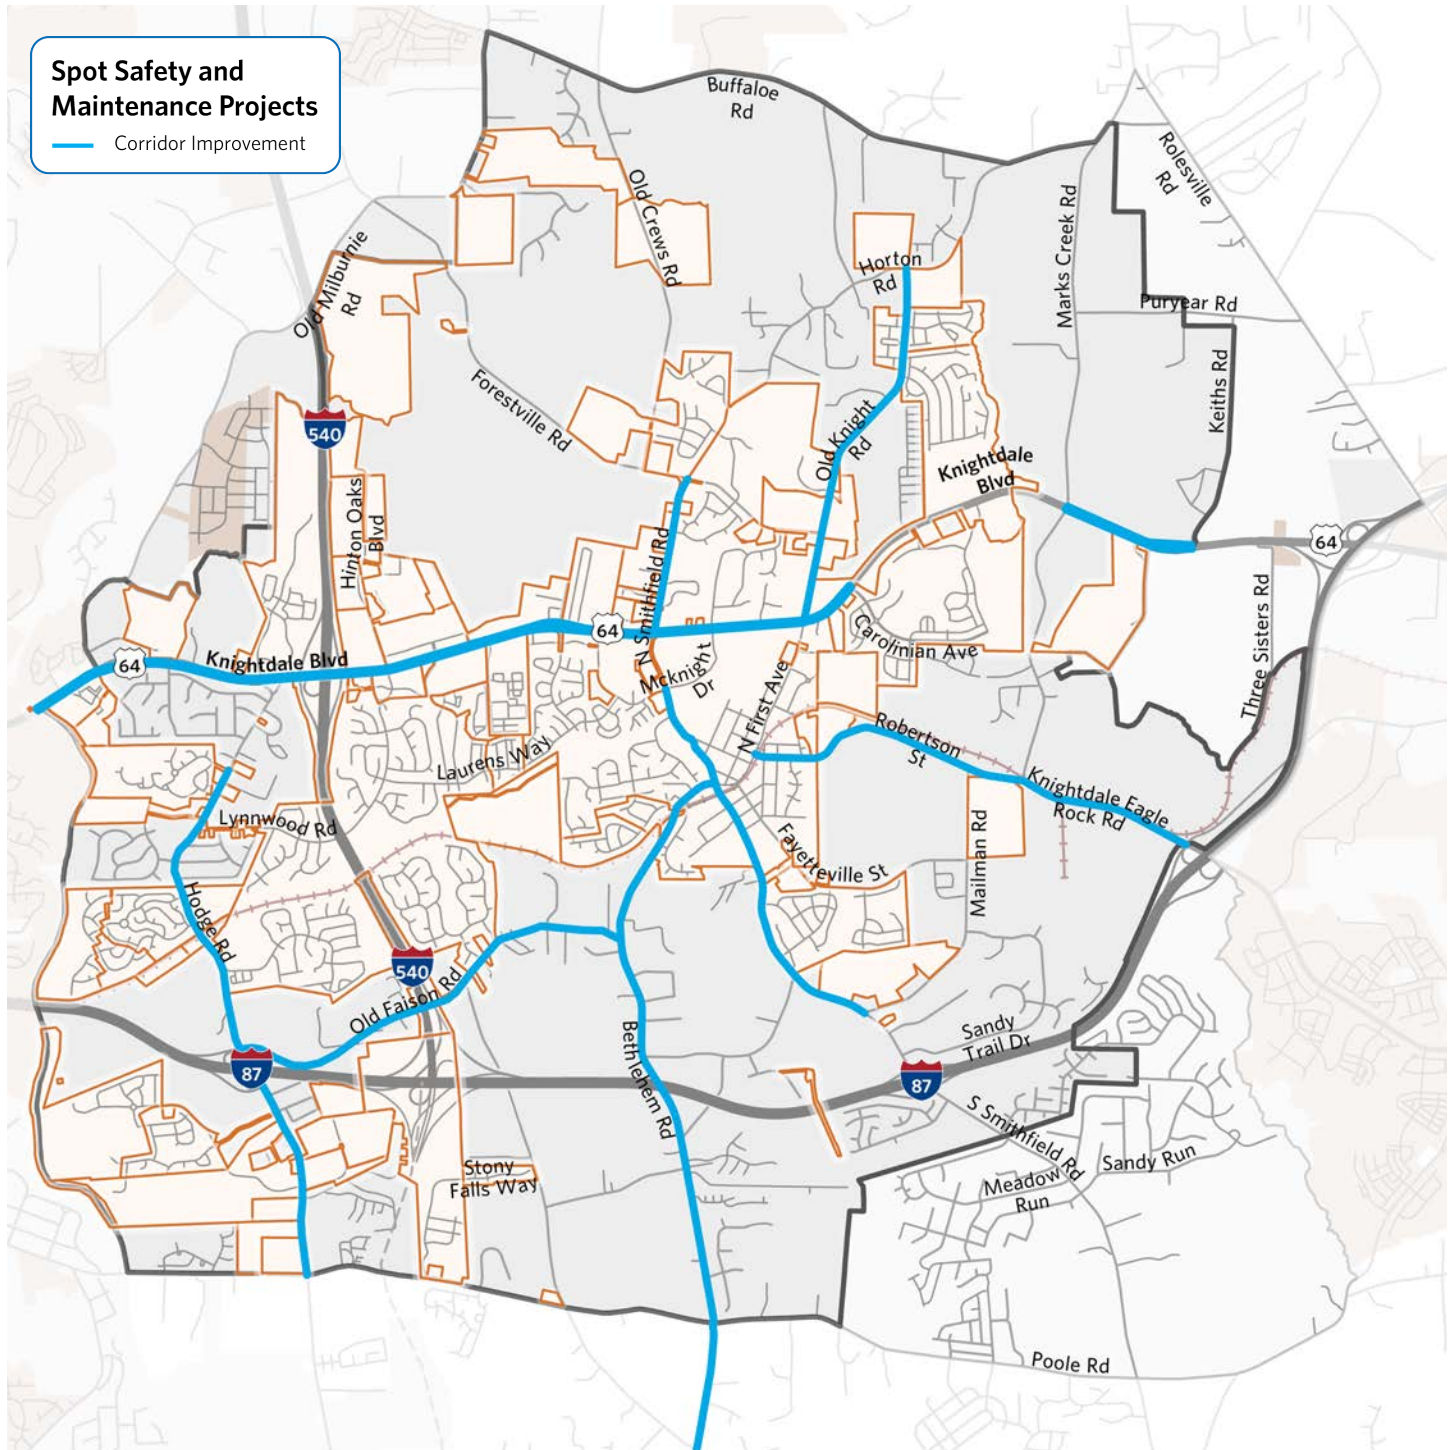 Spot Safety and
Maintenance Projects
Corridor Improvement
Buffaloe
Rd
Rolesville
Rd
Old Crews Rd
Marks Creek Rd
Horton
Rd
Old Milburnie
Rd
Puryear Rd
Keiths Rd
Forestville Rd
Old Knight
Rd
540
Knightdale
Blvd
Hinton Oaks
Blvd
64
N Smithfield Rd
64
Three Sisters Rd
Carolinian Ave
64
Knightdale Blvd
Mcknight
Dr
N First Ave
Robertson
St
Laurens Way
Knightdale Eagle
Rock Rd
Lynnwood Rd
Mailman Rd
Fayetteville St
Hodge Rd
540
Old Faison Rd
Sandy
Trail Dr
Bethlehem Rd
87
87
S Smithfield Rd
Sandy Run
Stony
Falls Way
Meadow
Run
Poole Rd